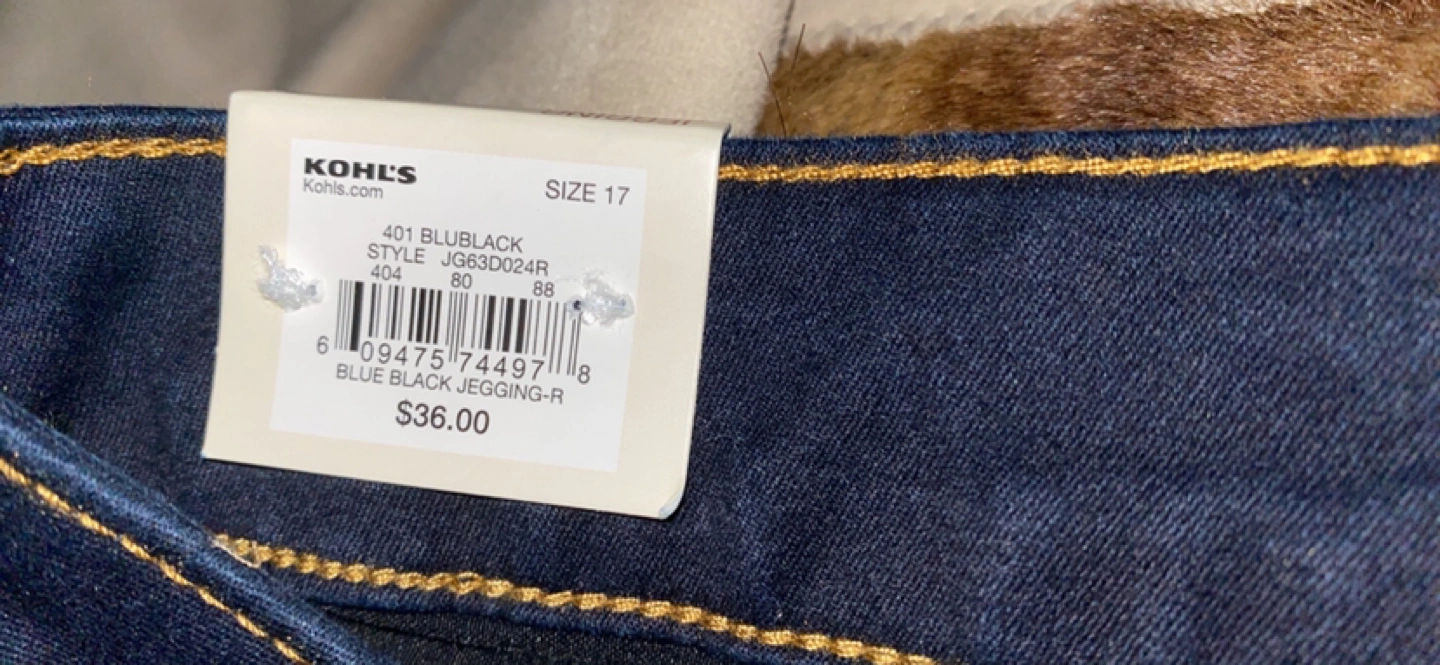 KOHL'S
Kohls.com
SIZE 17
401 BLUBLACK
STYLE JG63D024R
404 80 88
6 09475 74497 8
BLUE BLACK JEGGING-R
$36.00